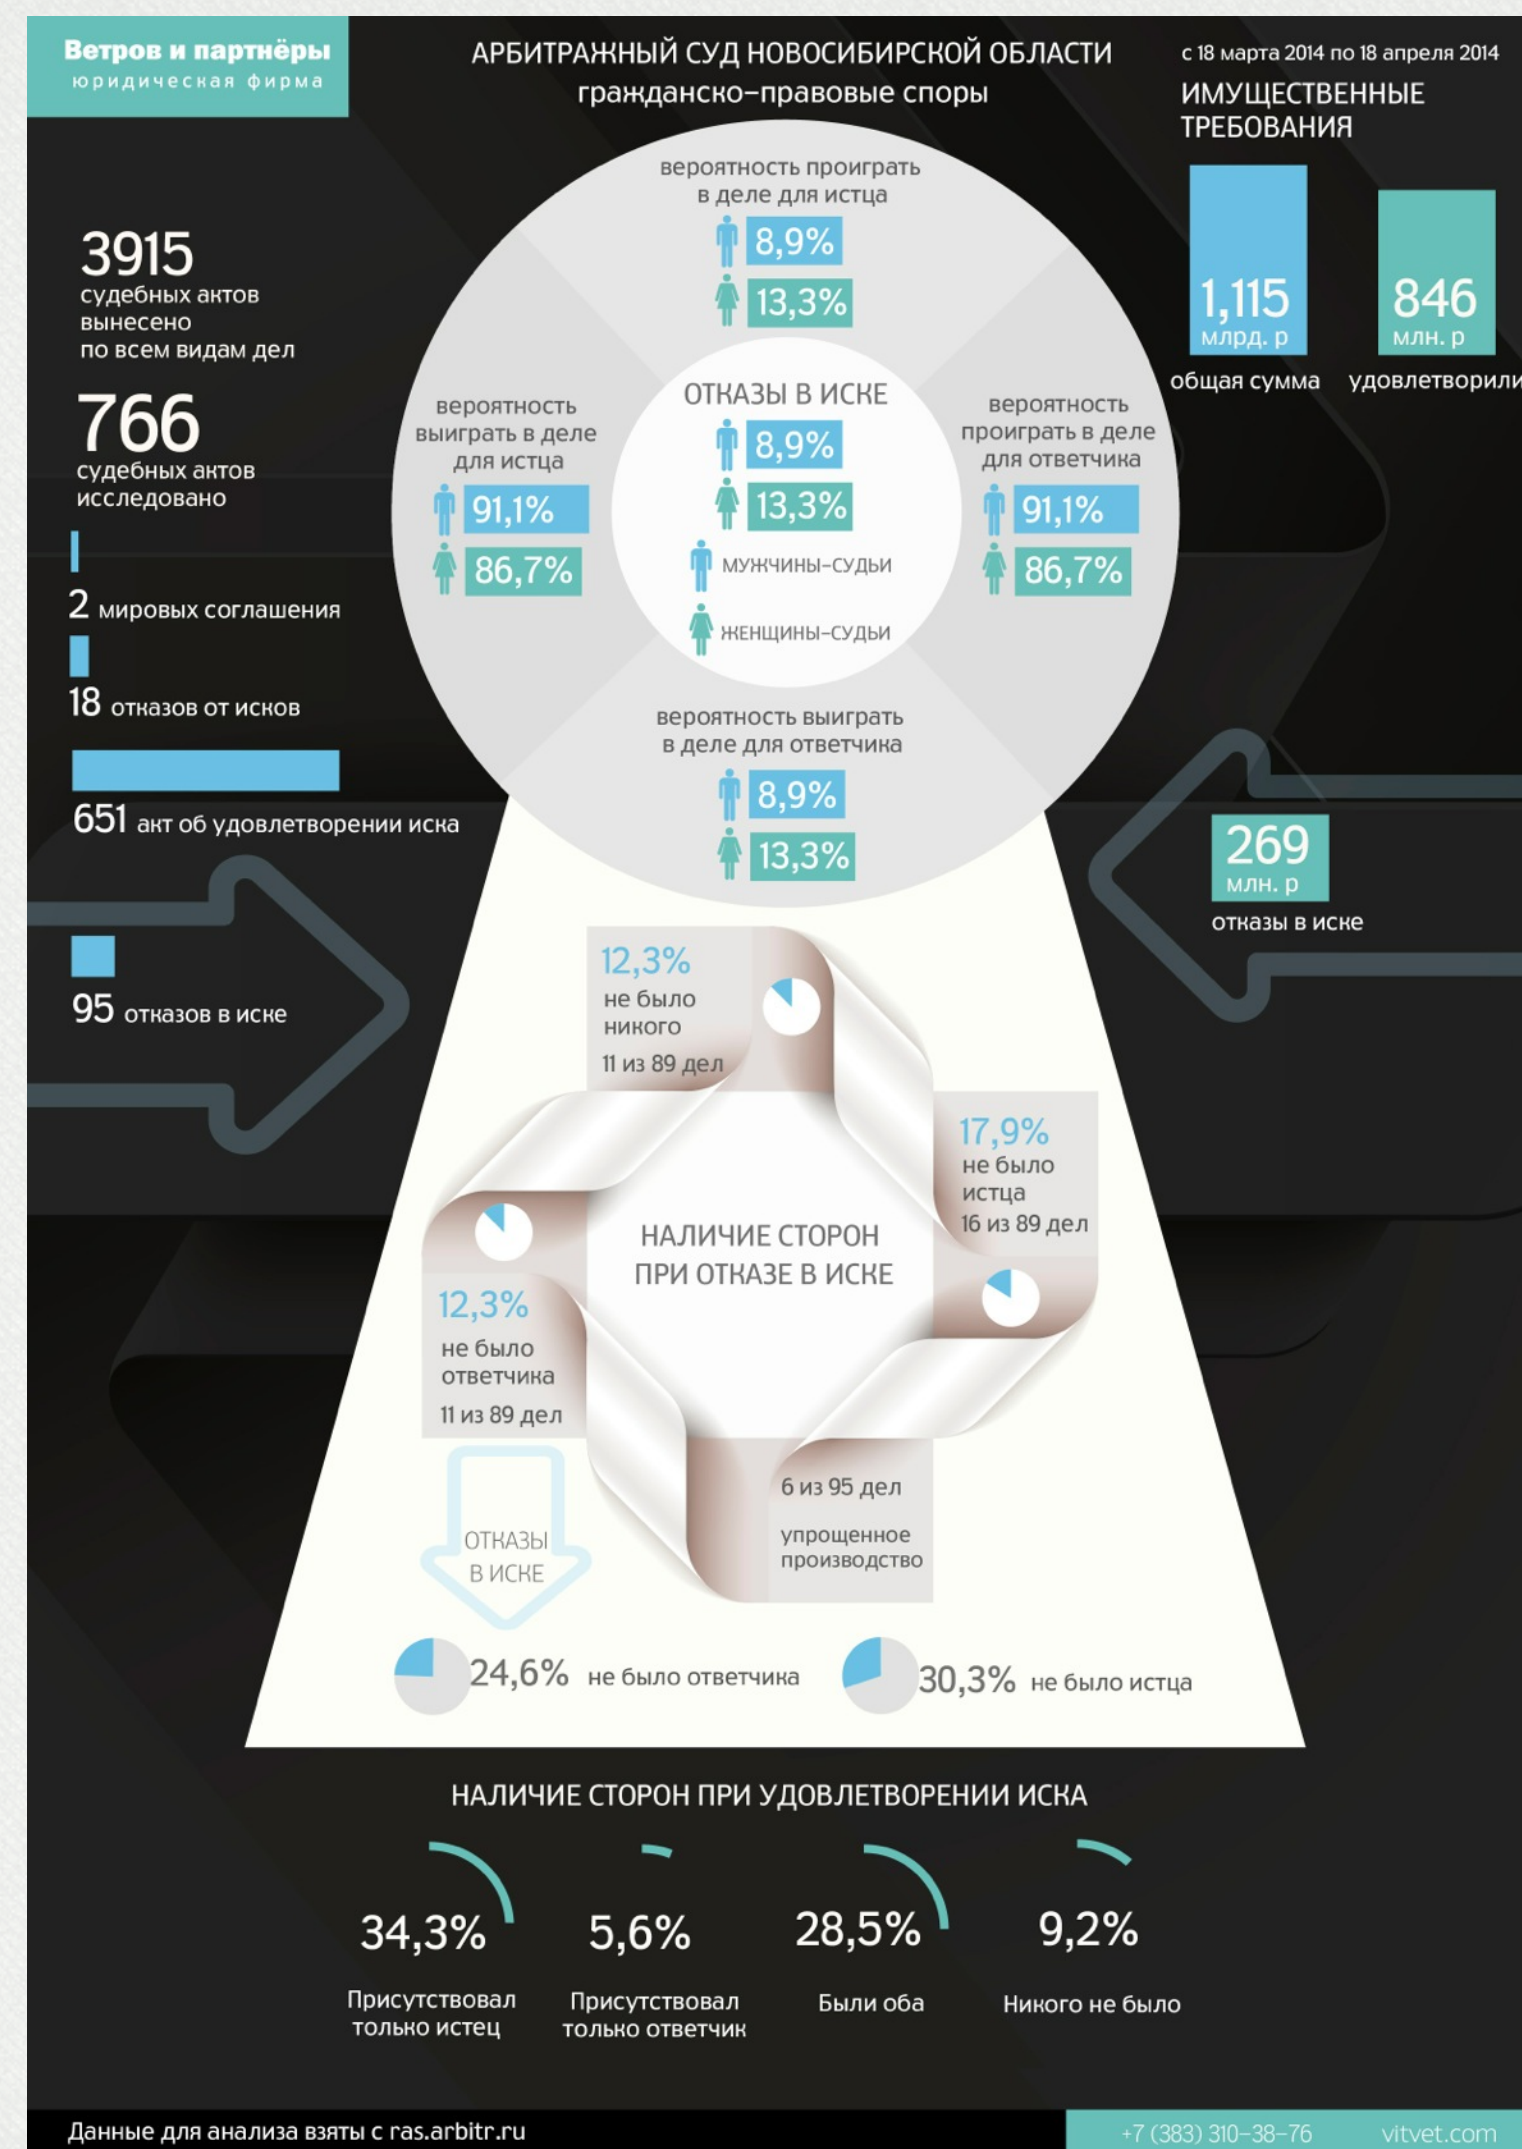 Ветров и партнёры
юридическая фирма
АРБИТРАЖНЫЙ СУД НОВОСИБИРСКОЙ ОБЛАСТИ
гражданско-правовые споры
с 18 марта 2014 по 18 апреля 2014
ИМУЩЕСТВЕННЫЕ
ТРЕБОВАНИЯ
1,115
млрд. р
общая сумма
846
млн. р
удовлетворили
3915
судебных актов
вынесено
по всем видам дел
766
судебных актов
исследовано
2 мировых соглашения
18 отказов от исков
651 акт об удовлетворении иска
95 отказов в иске
вероятность проиграть
в деле для истца
8,9%
13,3%
вероятность
выиграть в деле
для истца
91,1%
86,7%
ОТКАЗЫ В ИСКЕ
8,9%
13,3%
МУЖЧИНЫ-СУДЬИ
ЖЕНЩИНЫ-СУДЬИ
вероятность
проиграть в деле
для ответчика
91,1%
86,7%
вероятность выиграть
в деле для ответчика
8,9%
13,3%
269
млн. р
отказы в иске
12,3%
не было
никого
11 из 89 дел
17,9%
не было
истца
16 из 89 дел
НАЛИЧИЕ СТОРОН
ПРИ ОТКАЗЕ В ИСКЕ
12,3%
не было
ответчика
11 из 89 дел
6 из 95 дел
упрощенное
производство
ОТКАЗЫ
В ИСКЕ
24,6% не было ответчика
30,3% не было истца
НАЛИЧИЕ СТОРОН ПРИ УДОВЛЕТВОРЕНИИ ИСКА
34,3%
Присутствовал
только истец
5,6%
Присутствовал
только ответчик
28,5%
Были оба
9,2%
Никого не было
Данные для анализа взяты с ras.arbitr.ru
+7 (383) 310-38-76
vitvet.com